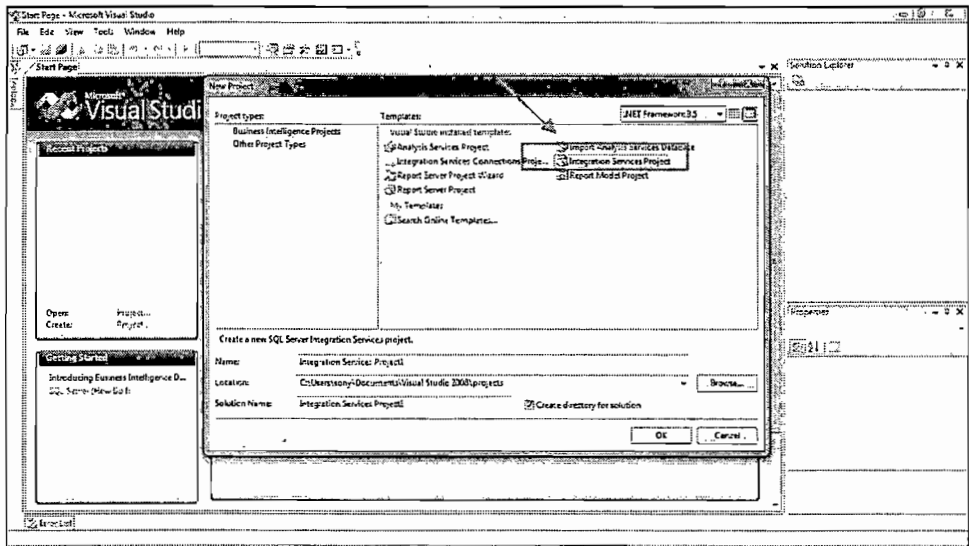 Start Page - Microsoft Visual Studio
File Edit View Tools Window Help
Start Page
Solution Explorer
Microsoft
Visual Studi
New Project
Project types:
Templates:
.NET Framework 3.5
Business Intelligence Projects
Other Project Types
Visual Studio installed templates
Analysis Services Project
Import Analysis Services Database
Integration Services Connections Proje...
Integration Services Project
Report Server Project Wizard
Report Model Project
Report Server Project
My Templates
Search Online Templates...
Recent Projects
Open: Project...
Create: Project...
Properties
Create a new SQL Server Integration Services project.
Getting Started
Name: Integration Services Project1
Introducing Business Intelligence D...
Location: C:\Users\sony\Documents\Visual Studio 2008\projects
Browse...
Solution Name: Integration Services Project1
Create directory for solution
OK
Cancel
Error List